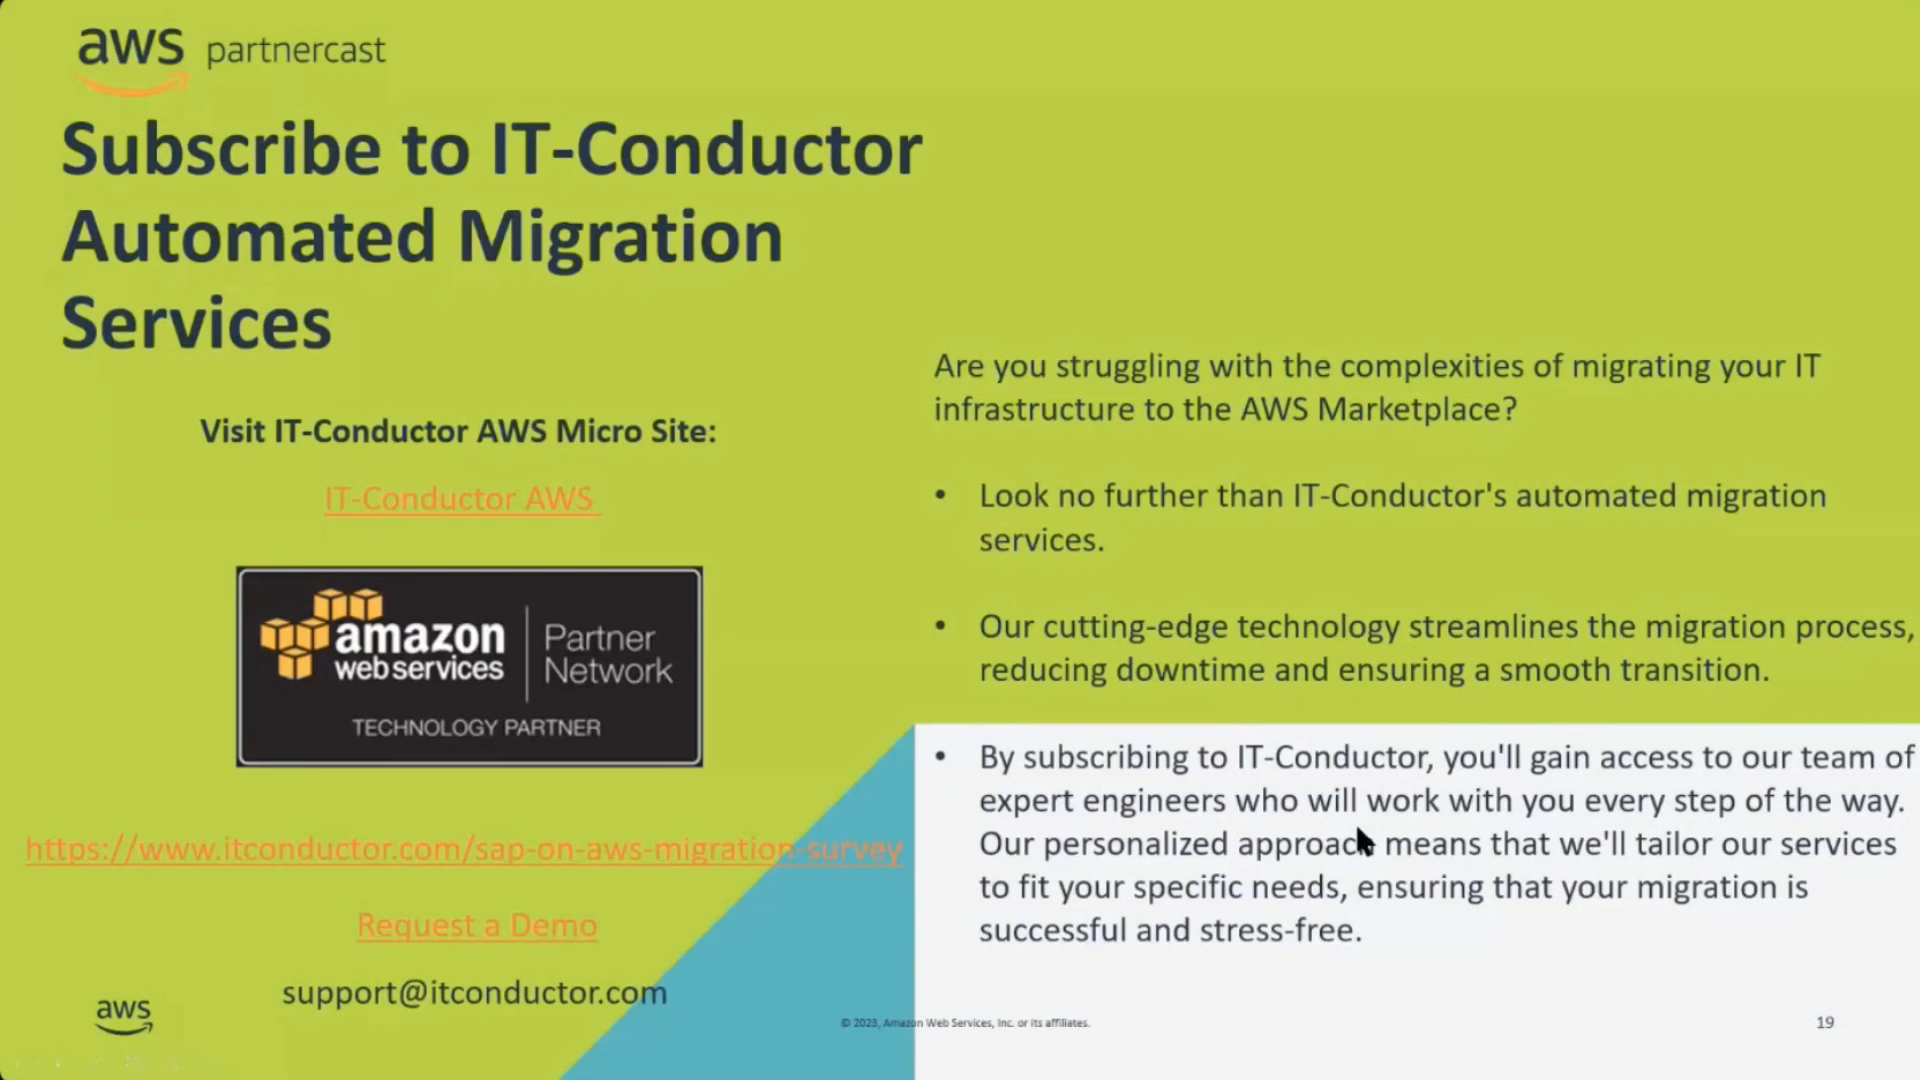 aws partnercast
Subscribe to IT-Conductor
Automated Migration
Services
Visit IT-Conductor AWS Micro Site:
IT-Conductor AWS
amazon
webservices
Partner
Network
TECHNOLOGY PARTNER
https://www.itconductor.com/sap-on-aws-migration-survey
Request a Demo
support@itconductor.com
Are you struggling with the complexities of migrating your IT
infrastructure to the AWS Marketplace?
• Look no further than IT-Conductor's automated migration
services.
• Our cutting-edge technology streamlines the migration process,
reducing downtime and ensuring a smooth transition.
• By subscribing to IT-Conductor, you'll gain access to our team of
expert engineers who will work with you every step of the way.
Our personalized approach means that we'll tailor our services
to fit your specific needs, ensuring that your migration is
successful and stress-free.
aws
© 2023, Amazon Web Services, Inc. or its affiliates.
19